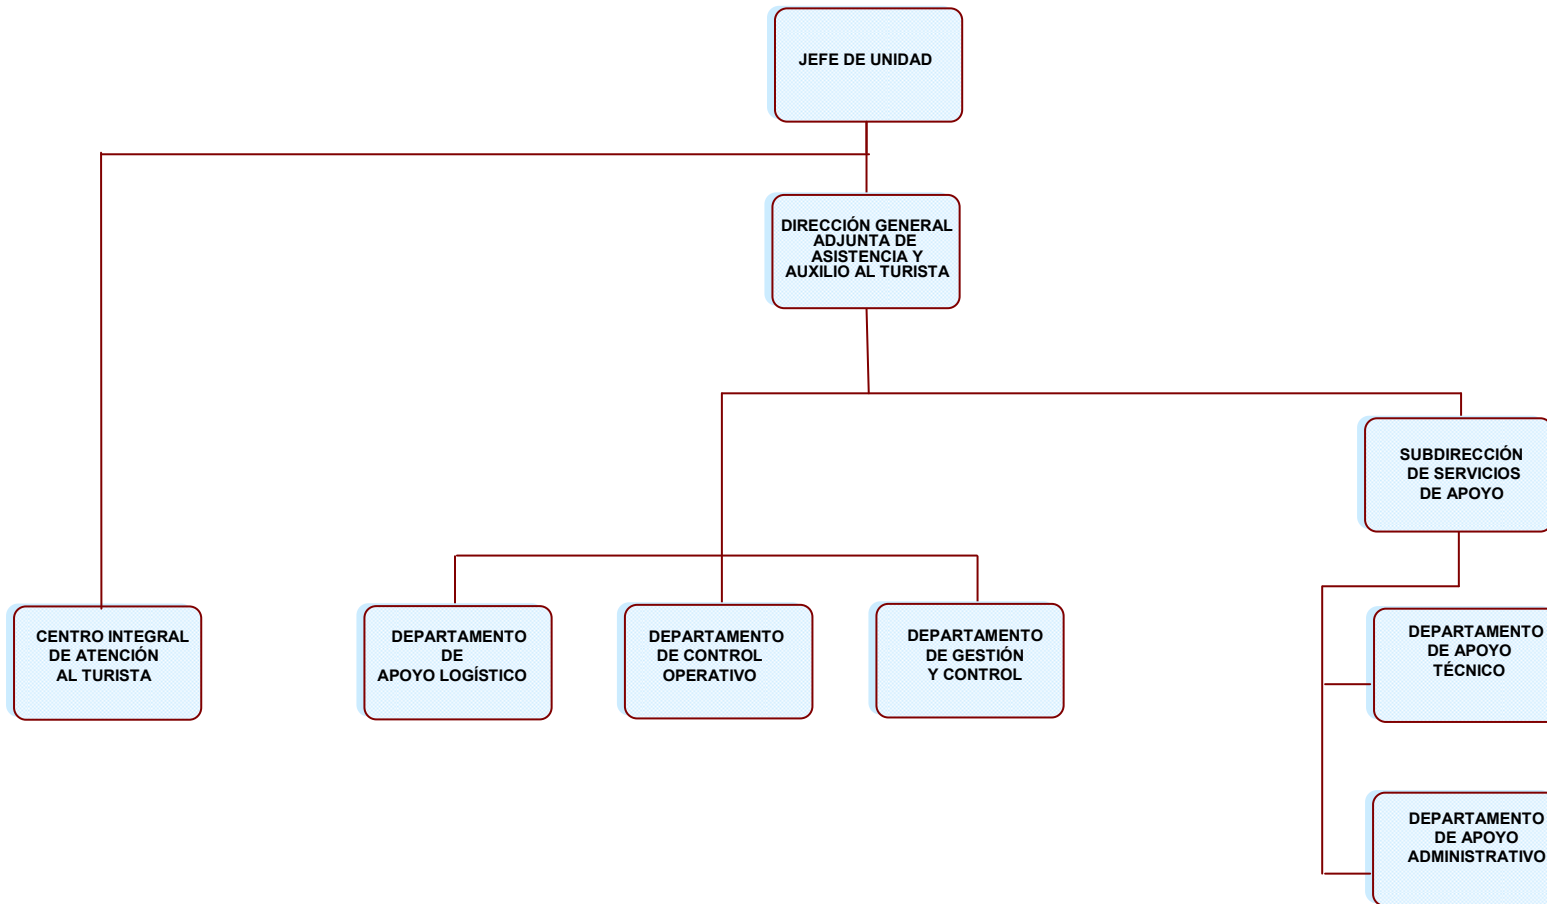 JEFE DE UNIDAD
DIRECCIÓN GENERAL
ADJUNTA DE
ASISTENCIA Y
AUXILIO AL TURISTA
SUBDIRECCIÓN
DE SERVICIOS
DE APOYO
CENTRO INTEGRAL
DE ATENCIÓN
AL TURISTA
DEPARTAMENTO
DE
APOYO LOGÍSTICO
DEPARTAMENTO
DE CONTROL
OPERATIVO
DEPARTAMENTO
DE GESTIÓN
Y CONTROL
DEPARTAMENTO
DE APOYO
TÉCNICO
DEPARTAMENTO
DE APOYO
ADMINISTRATIVO